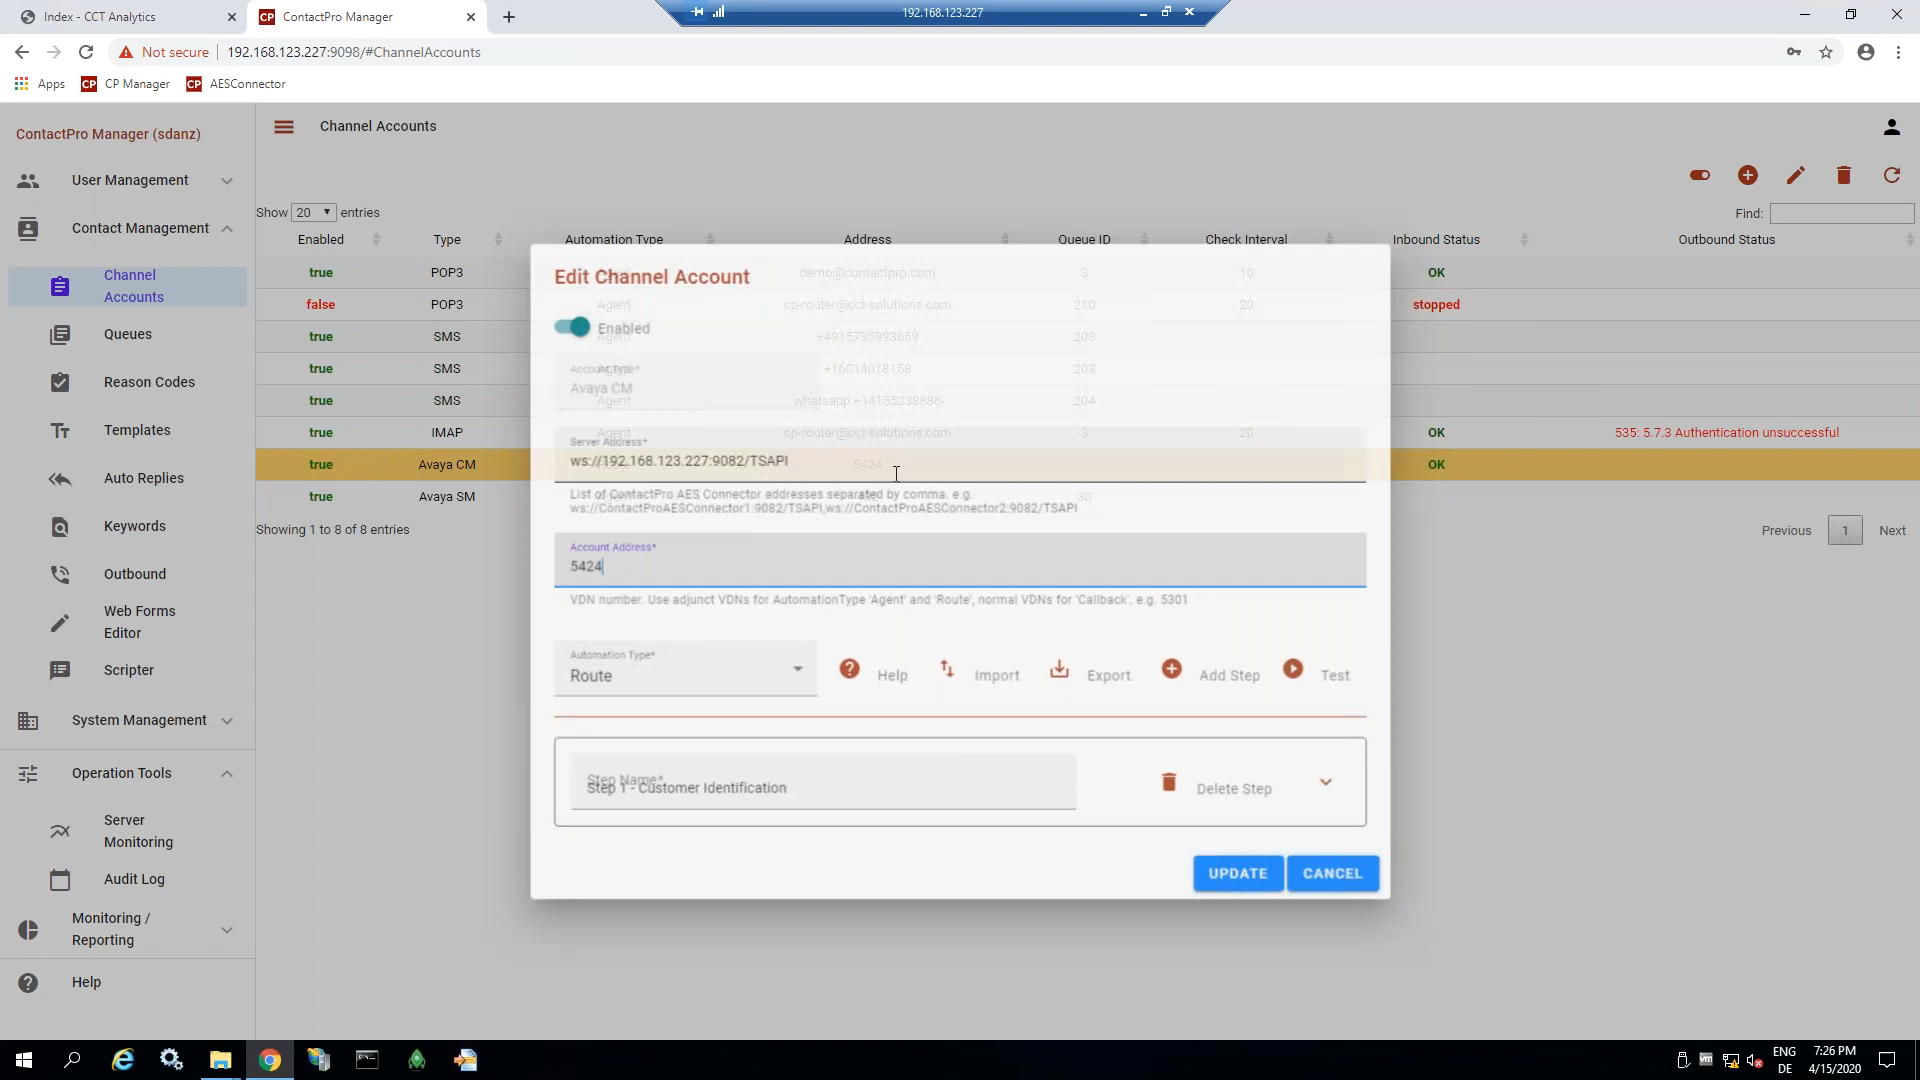 Index - CCT Analytics
CP ContactPro Manager
192.168.123.227
Not secure 192.168.123.227:9098/#ChannelAccounts
Apps CP CP Manager CP AESConnector
ContactPro Manager (sdanz)
Channel Accounts
User Management
Contact Management
Channel
Accounts
Queues
Reason Codes
Templates
Auto Replies
Keywords
Outbound
Web Forms
Editor
Scripter
System Management
Operation Tools
Server
Monitoring
Audit Log
Monitoring /
Reporting
Help
Show 20 entries
Find:
Enabled Type Automation Type Address Queue ID Check Interval Inbound Status Outbound Status
true POP3 demo@contactpro.com 3 10 OK
false POP3 Agent cp-router@cct-solutions.com 210 20 stopped
true SMS Agent +4915735993659 203
true SMS Agent +16014018158 203
true SMS Agent whatsapp:+14155238886 204
true IMAP Agent cp-router@cct-solutions.com 3 20 OK 535: 5.7.3 Authentication unsuccessful
true Avaya CM 5424 OK
true Avaya SM 30
Showing 1 to 8 of 8 entries
Previous 1 Next
Edit Channel Account
Enabled
Account Type*
Avaya CM
Server Address*
ws://192.168.123.227:9082/TSAPI
List of ContactPro AES Connector addresses separated by comma. e.g.
ws://ContactProAESConnector1:9082/TSAPI,ws://ContactProAESConnector2:9082/TSAPI
Account Address*
5424
VDN number. Use adjunct VDNs for AutomationType 'Agent' and 'Route', normal VDNs for 'Callback'. e.g. 5301
Automation Type*
Route
Help
Import
Export
Add Step
Test
Step Name*
Step 1 - Customer Identification
Delete Step
UPDATE
CANCEL
ENG
DE
7:26 PM
4/15/2020